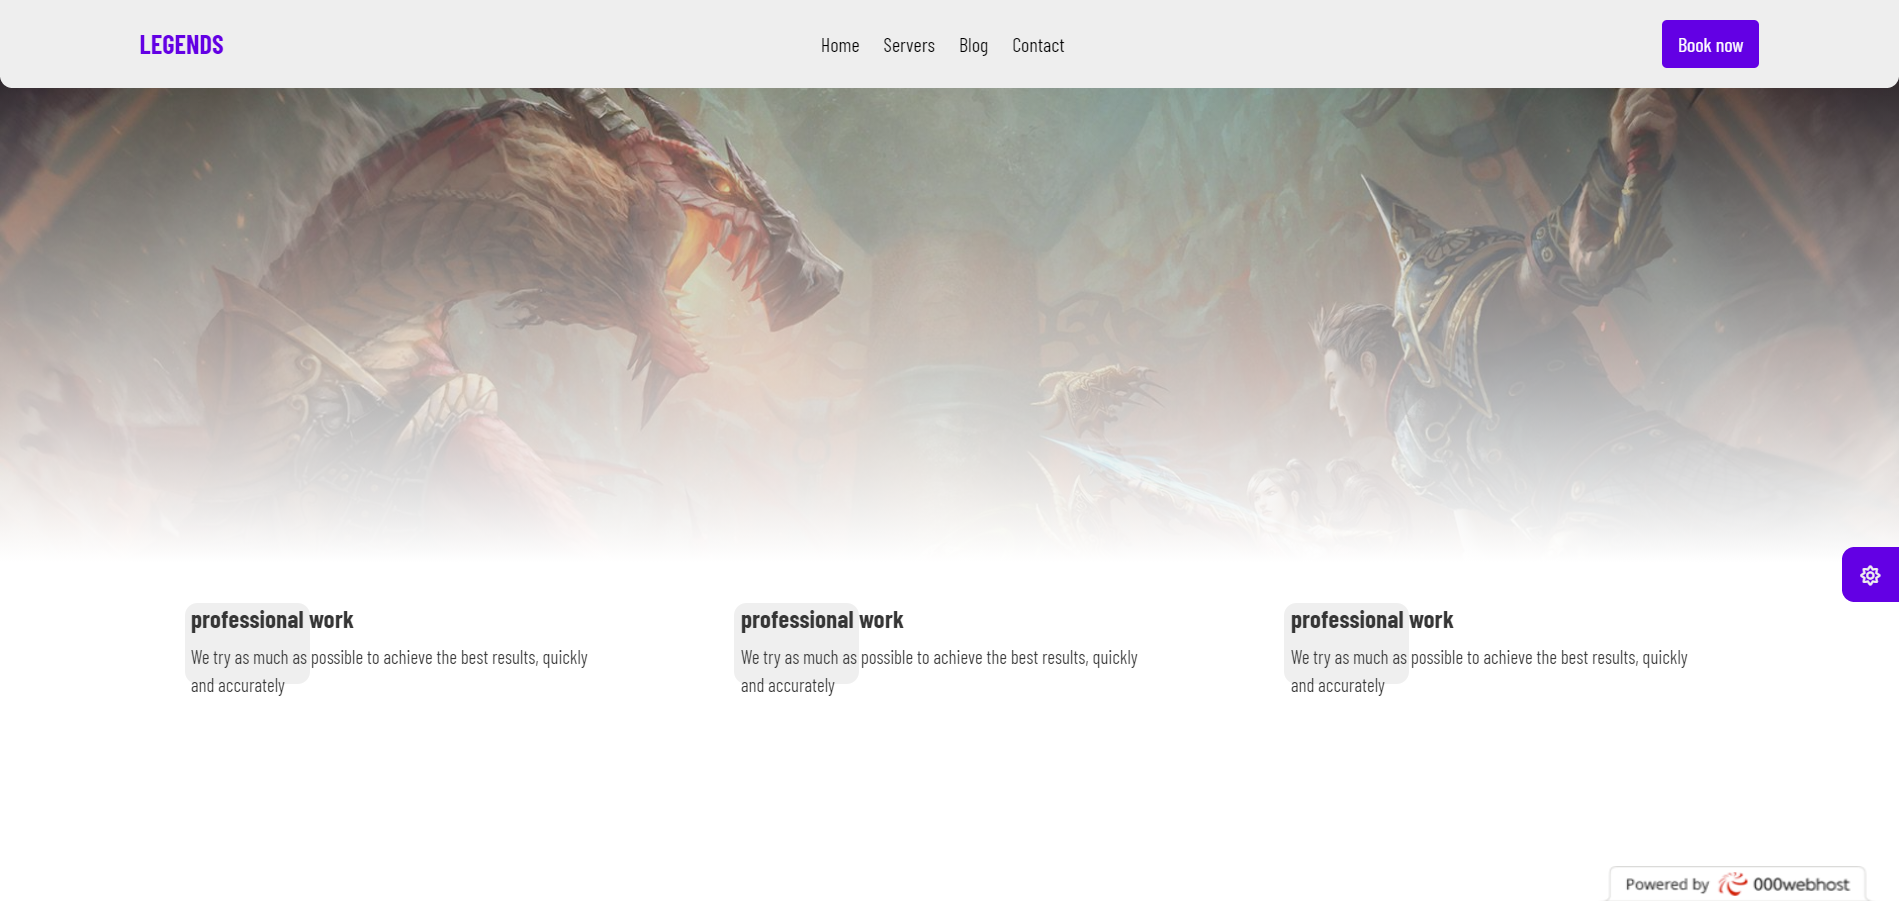 LEGENDS
Home Servers Blog Contact
Book now
professional work
We try as much as possible to achieve the best results, quickly
and accurately
professional work
We try as much as possible to achieve the best results, quickly
and accurately
professional work
We try as much as possible to achieve the best results, quickly
and accurately
Powered by 000webhost